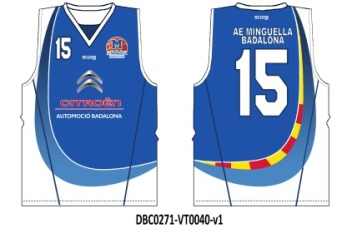 15
CITROËN
AUTOMOCIÓ BADALONA
AE MINGUELLA
BADALONA
15
DBC0271-VT0040-v1